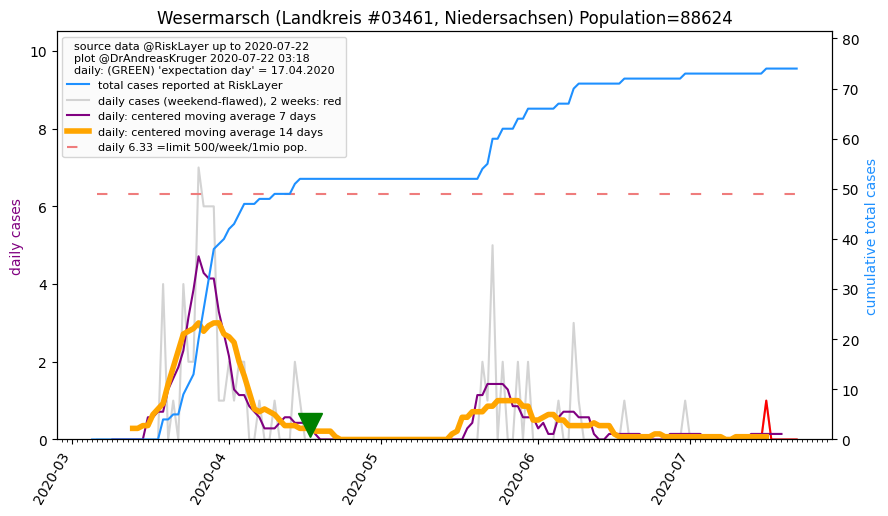 Wesermarsch (Landkreis #03461, Niedersachsen) Population=88624
source data @RiskLayer up to 2020-07-22
plot @DrAndreasKruger 2020-07-22 03:18
daily: (GREEN) 'expectation day' = 17.04.2020
total cases reported at RiskLayer
daily cases (weekend-flawed), 2 weeks: red
daily: centered moving average 7 days
daily: centered moving average 14 days
daily 6.33 =limit 500/week/1mio pop.
daily cases
10
8
6
4
2
0
cumulative total cases
80
70
60
50
40
30
20
10
0
2020-03
2020-04
2020-05
2020-06
2020-07